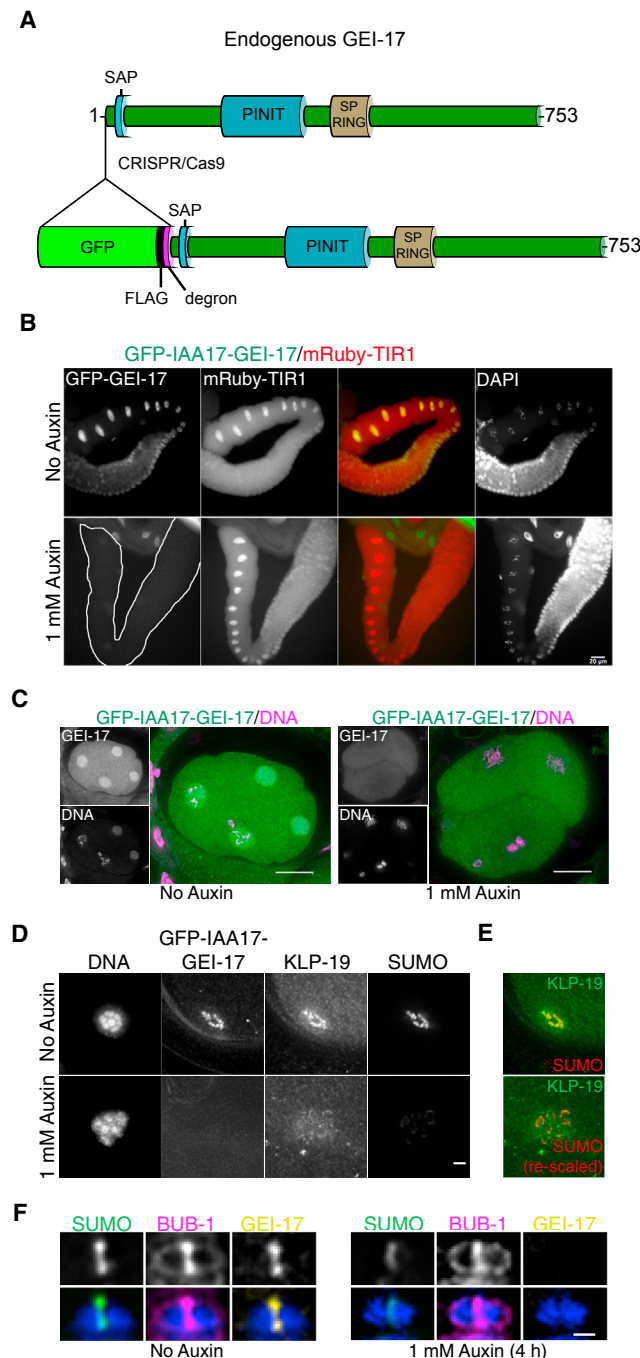 A
Endogenous GEI-17
SAP
1-
PINIT
SP
RING
-753
CRISPR/Cas9
SAP
GFP
PINIT
SP
RING
-753
FLAG
degron
B
GFP-IAA17-GEI-17/mRuby-TIR1
GFP-GEI-17
mRuby-TIR1
DAPI
No Auxin
1 mM Auxin
20 µm
C
GFP-IAA17-GEI-17/DNA
GFP-IAA17-GEI-17/DNA
GEI-17
GEI-17
DNA
DNA
No Auxin
1 mM Auxin
D
E
GFP-IAA17-
DNA
GEI-17
KLP-19
SUMO
No Auxin
1 mM Auxin
KLP-19
SUMO
KLP-19
SUMO
(re-scaled)
F
SUMO
BUB-1
GEI-17
SUMO
BUB-1
GEI-17
No Auxin
1 mM Auxin (4 h)